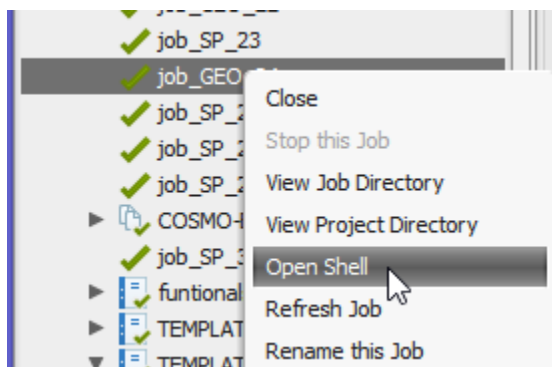 job_SP_23
job_GEO
Close
job_SP_2
Stop this Job
job_SP_2
View Job Directory
job_SP_2
COSMO-
View Project Directory
job_SP_3
Open Shell
funtional
Refresh Job
TEMPLAT
Rename this Job
TEMPLAT